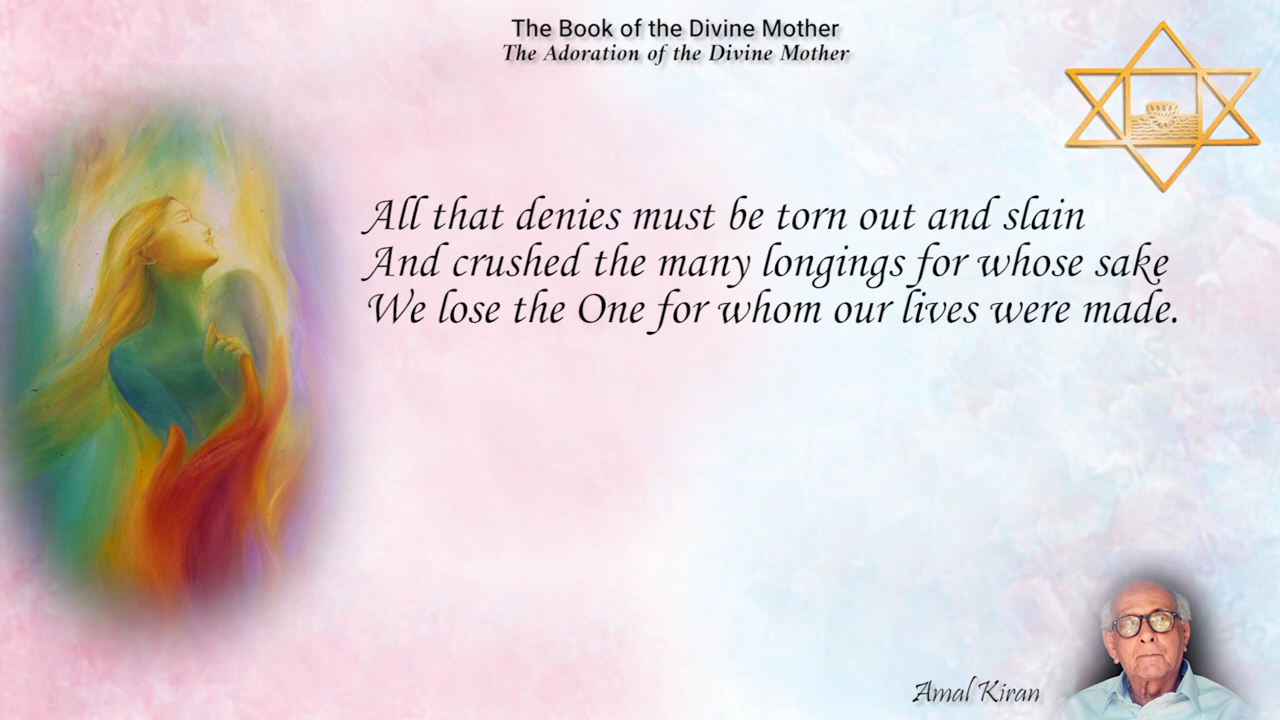 The Book of the Divine Mother
The Adoration of the Divine Mother
All that denies must be torn out and slain
And crushed the many longings for whose sake
We lose the One for whom our lives were made.
Amal Kiran